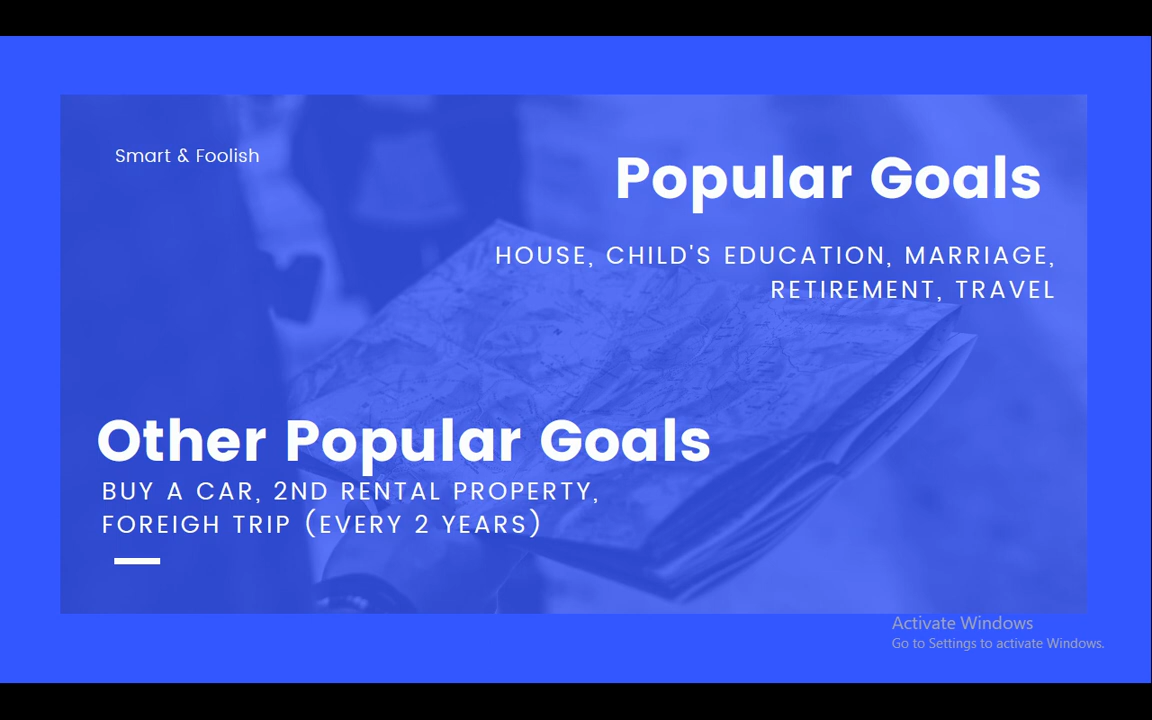 Smart & Foolish
Popular Goals
HOUSE, CHILD'S EDUCATION, MARRIAGE,
RETIREMENT, TRAVEL
Other Popular Goals
BUY A CAR, 2ND RENTAL PROPERTY,
FOREIGH TRIP (EVERY 2 YEARS)
Activate Windows
Go to Settings to activate Windows.